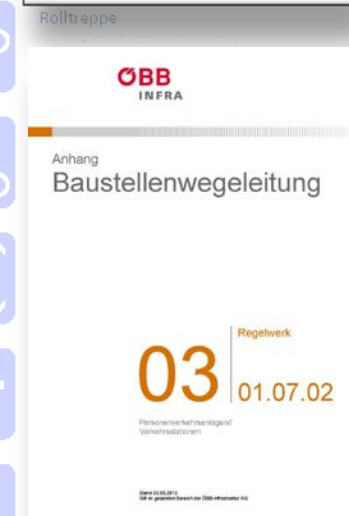 Rolltreppe
ÖBB
INFRA
Anhang
Baustellenwegeleitung
Regelwerk
03
01.07.02
Personenverkehrsanlagen/
Verkehrsstationen